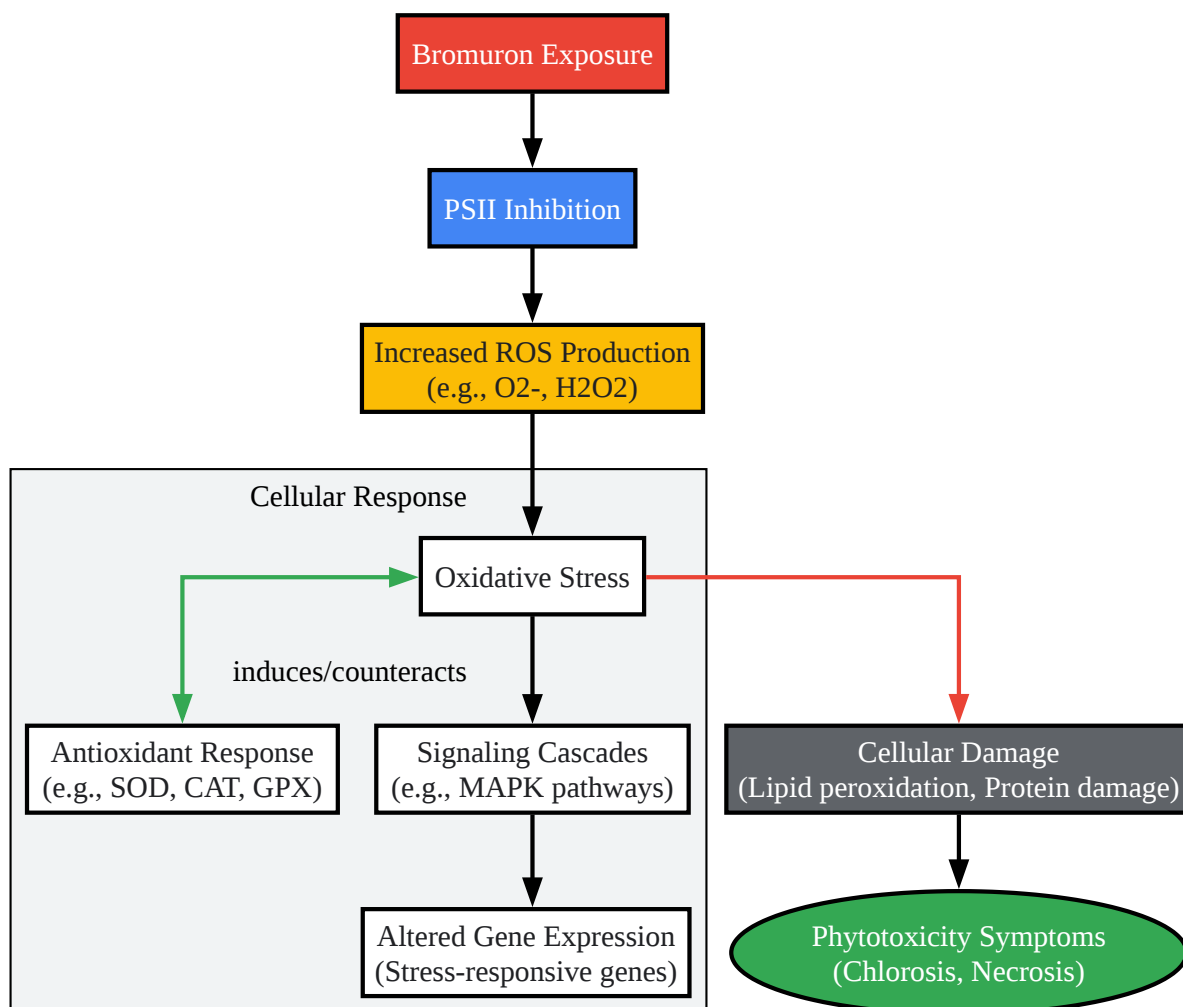 Bromuron Exposure
PSII Inhibition
Increased ROS Production
(e.g., O2-, H2O2)
Cellular Response
Oxidative Stress
induces/counteracts
Antioxidant Response
(e.g., SOD, CAT, GPX)
Signaling Cascades
(e.g., MAPK pathways)
Cellular Damage
(Lipid peroxidation, Protein damage)
Altered Gene Expression
(Stress-responsive genes)
Phytotoxicity Symptoms
(Chlorosis, Necrosis)